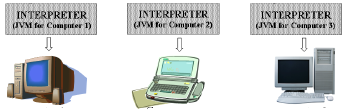 INTERPRETER
(JVM for Computer 1)
INTERPRETER
(JVM for Computer 2)
INTERPRETER
(JVM for Computer 3)